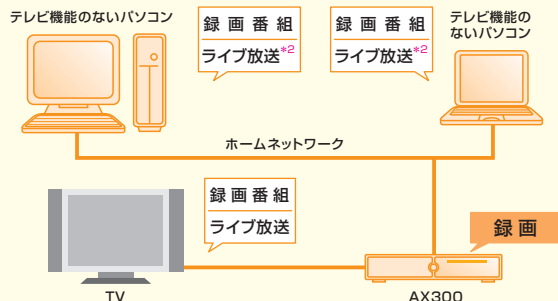 テレビ機能のないパソコン
録画番組
ライブ放送*2
録画番組
ライブ放送*2
テレビ機能の
ないパソコン
ホームネットワーク
録画番組
ライブ放送
録画
TV
AX300